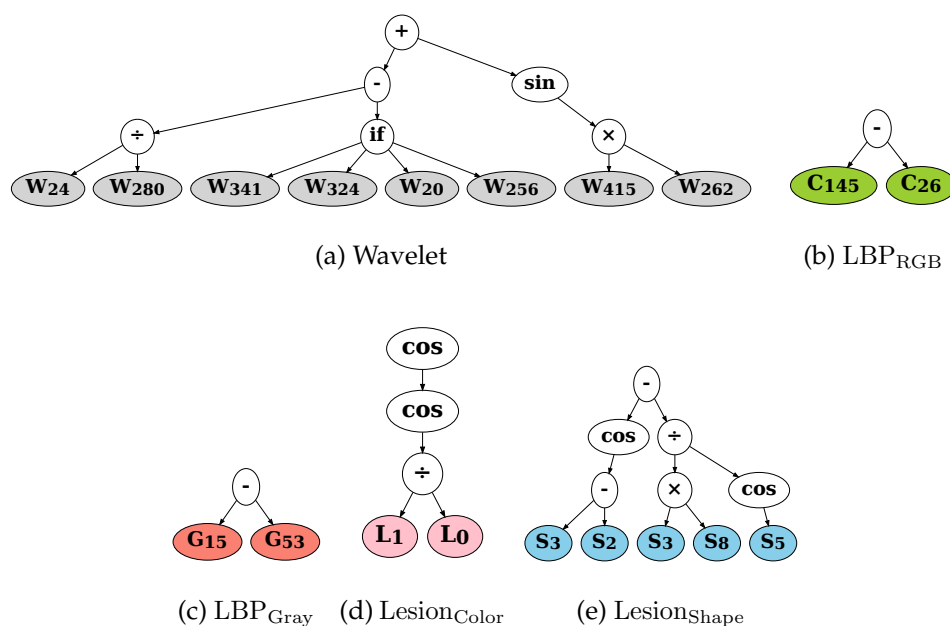 +
- sin
÷ if ×
W24 W280 W341 W324 W20 W256 W415 W262
(a) Wavelet
-
C145 C26
(b) LBPRGB
-
G15 G53
(c) LBPGray
cos
cos
÷
L1 L0
(d) LesionColor
-
cos ÷
- × cos
S3 S2 S3 S8 S5
(e) LesionShape